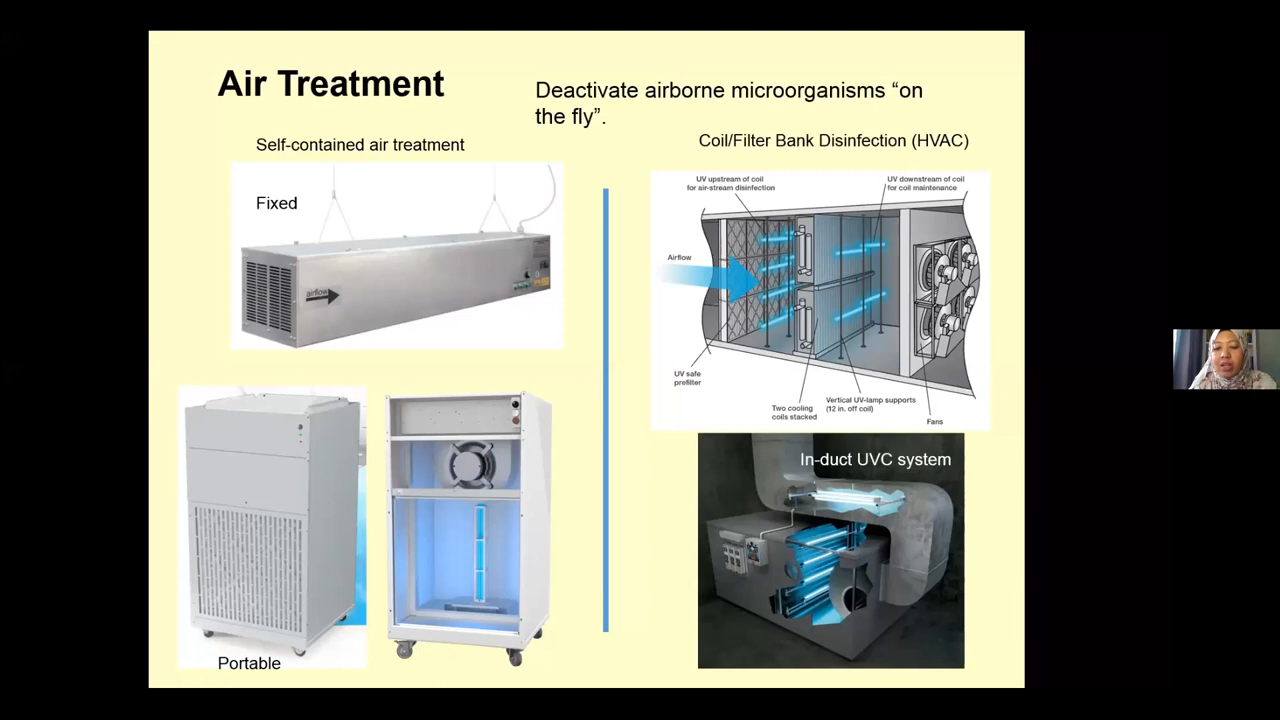 Air Treatment
Deactivate airborne microorganisms “on
the fly”.
Self-contained air treatment
Fixed
airflow
Portable
Coil/Filter Bank Disinfection (HVAC)
UV upstream of coil
for air-stream disinfection
UV downstream of coil
for coil maintenance
Airflow
UV safe
prefilter
Two cooling
coils stacked
Vertical UV-lamp supports
(12 in. off coil)
Fans
In-duct UVC system